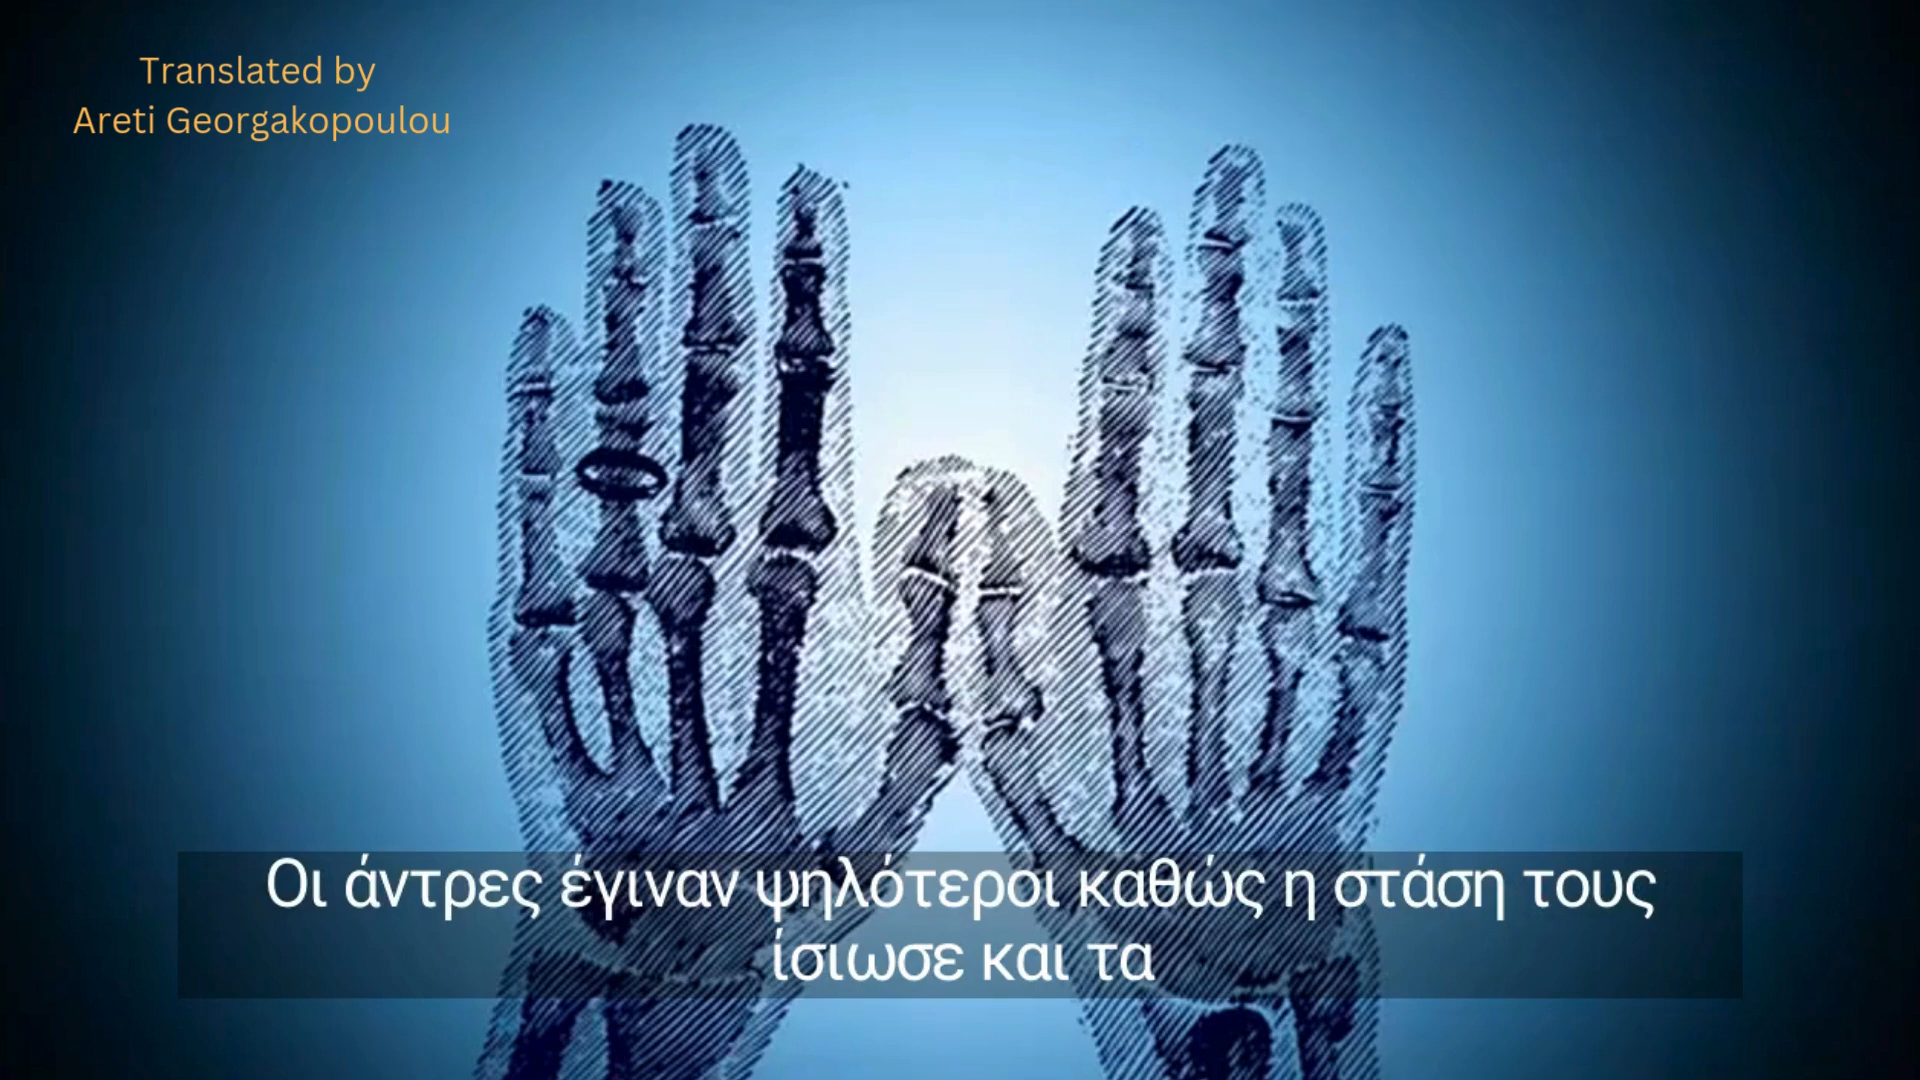 Translated by
Areti Georgakopoulou
Οι άντρες έγιναν ψηλότεροι καθώς η στάση τους
ίσιωσε και τα